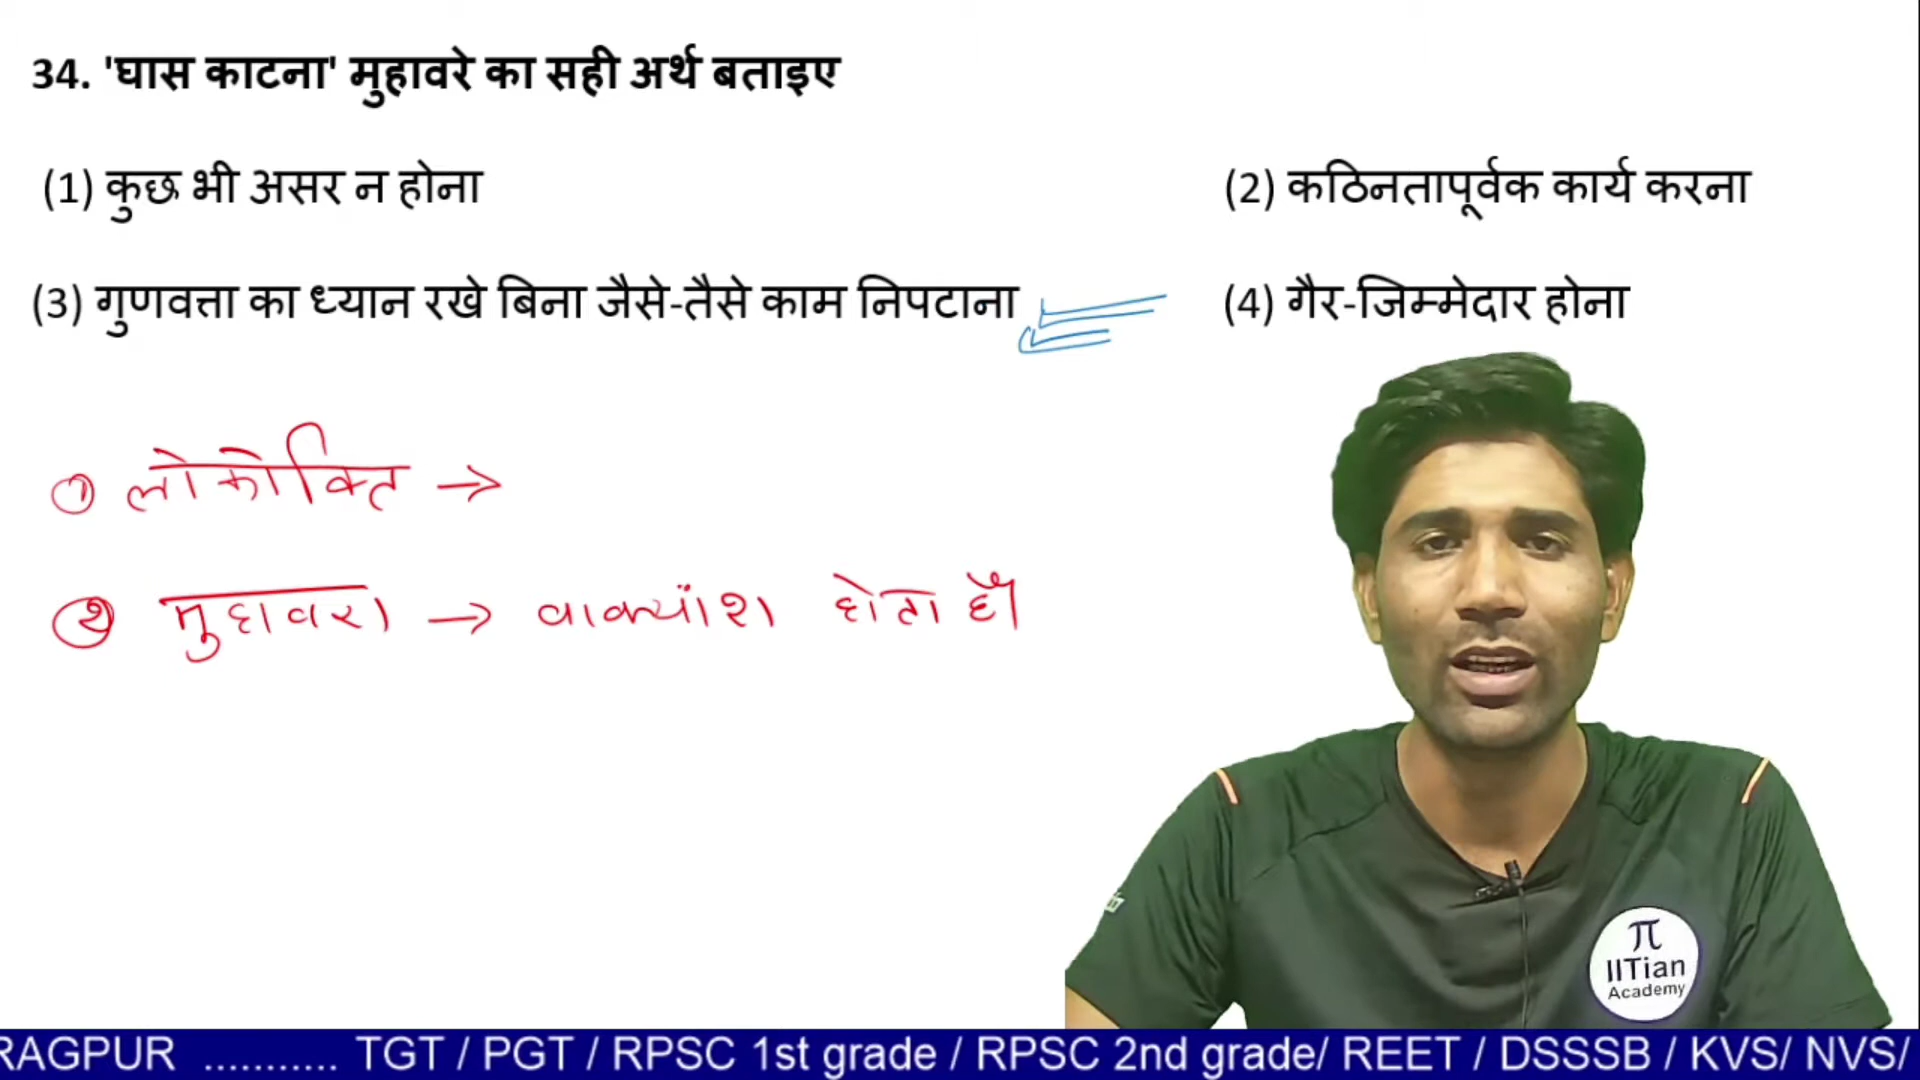 34. 'घास काटना' मुहावरे का सही अर्थ बताइए
(1) कुछ भी असर न होना (2) कठिनतापूर्वक कार्य करना
(3) गुणवत्ता का ध्यान रखे बिना जैसे-तैसे काम निपटाना (4) गैर-जिम्मेदार होना
① लोकोक्ति →
② मुहावरा → वाक्यांश होता है।
π
IITian
Academy
RAGPUR ........... TGT / PGT / RPSC 1st grade / RPSC 2nd grade/ REET / DSSSB / KVS/ NVS/